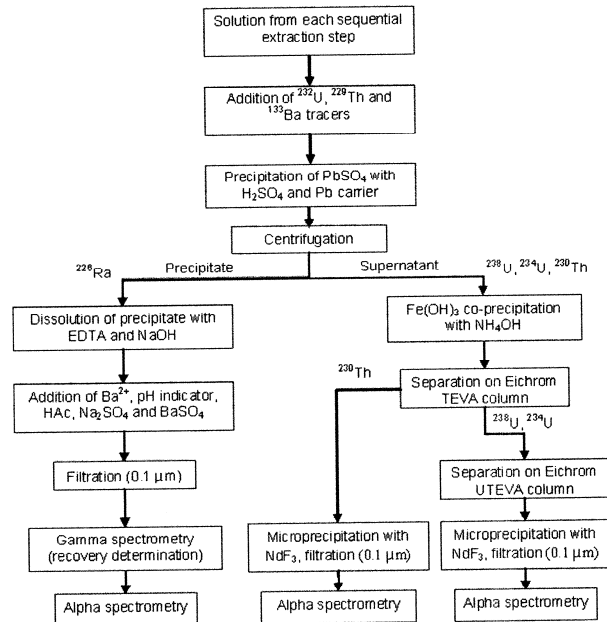 Solution from each sequential
extraction step
Addition of ²³²U, ²²⁹Th and
¹³³Ba tracers
Precipitation of PbSO₄ with
H₂SO₄ and Pb carrier
Centrifugation
²²⁶Ra
Precipitate
Supernatant
²³⁸U, ²³⁴U, ²³⁰Th
Dissolution of precipitate with
EDTA and NaOH
Fe(OH)₃ co-precipitation
with NH₄OH
²³⁰Th
Separation on Eichrom
TEVA column
Addition of Ba²⁺, pH indicator,
HAc, Na₂SO₄ and BaSO₄
²³⁸U, ²³⁴U
Filtration (0.1 μm)
Separation on Eichrom
UTEVA column
Gamma spectrometry
(recovery determination)
Microprecipitation with
NdF₃, filtration (0.1 μm)
Microprecipitation with
NdF₃, filtration (0.1 μm)
Alpha spectrometry
Alpha spectrometry
Alpha spectrometry